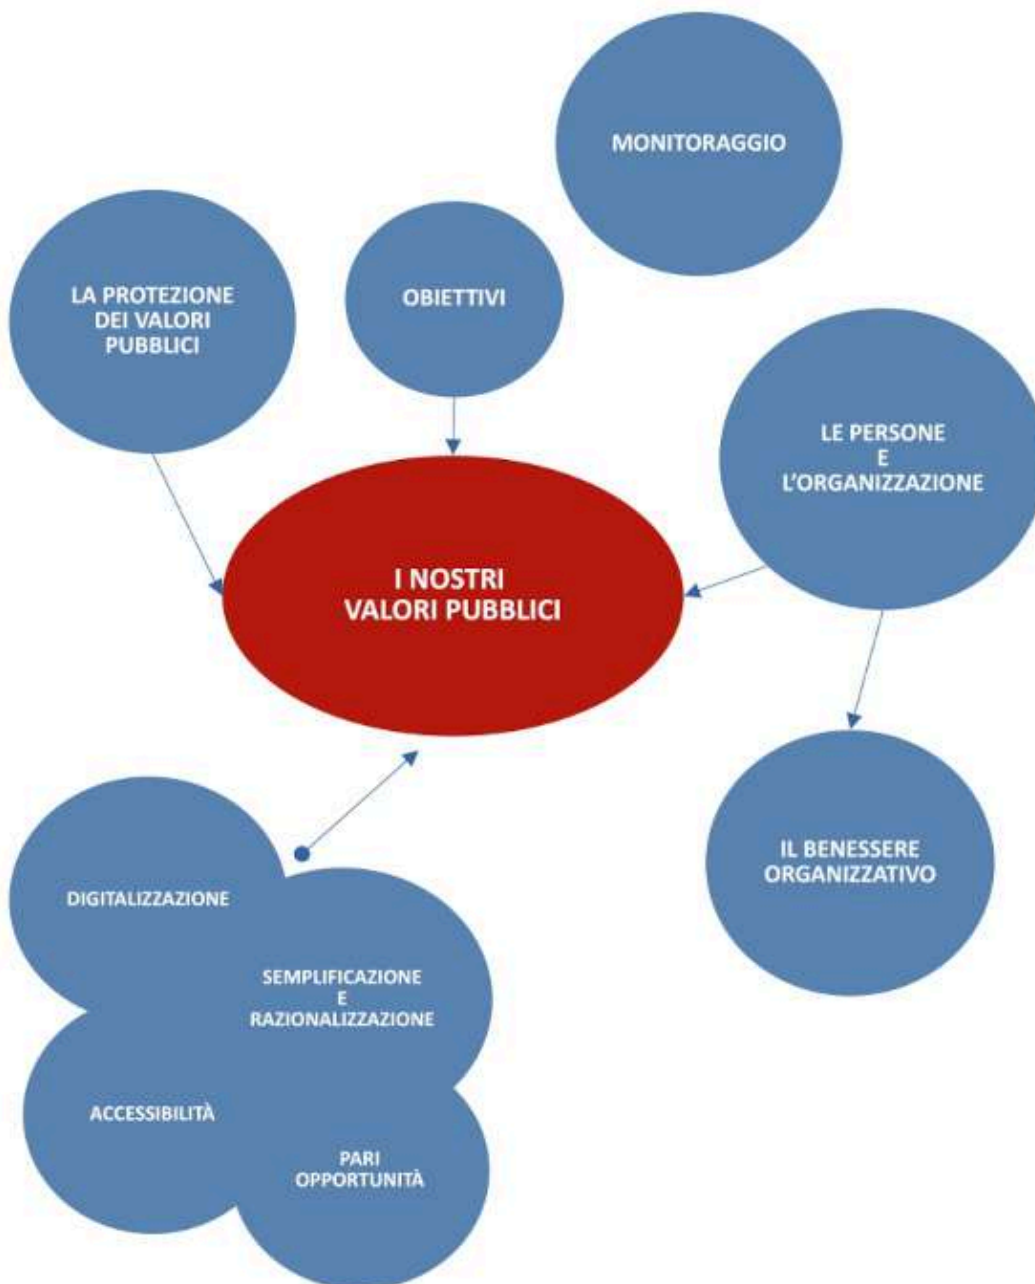 MONITORAGGIO
LA PROTEZIONE
DEI VALORI
PUBBLICI
OBIETTIVI
LE PERSONE
E
L'ORGANIZZAZIONE
I NOSTRI
VALORI PUBBLICI
IL BENESSERE
ORGANIZZATIVO
DIGITALIZZAZIONE
SEMPLIFICAZIONE
E
RAZIONALIZZAZIONE
ACCESSIBILITÀ
PARI
OPPORTUNITÀ